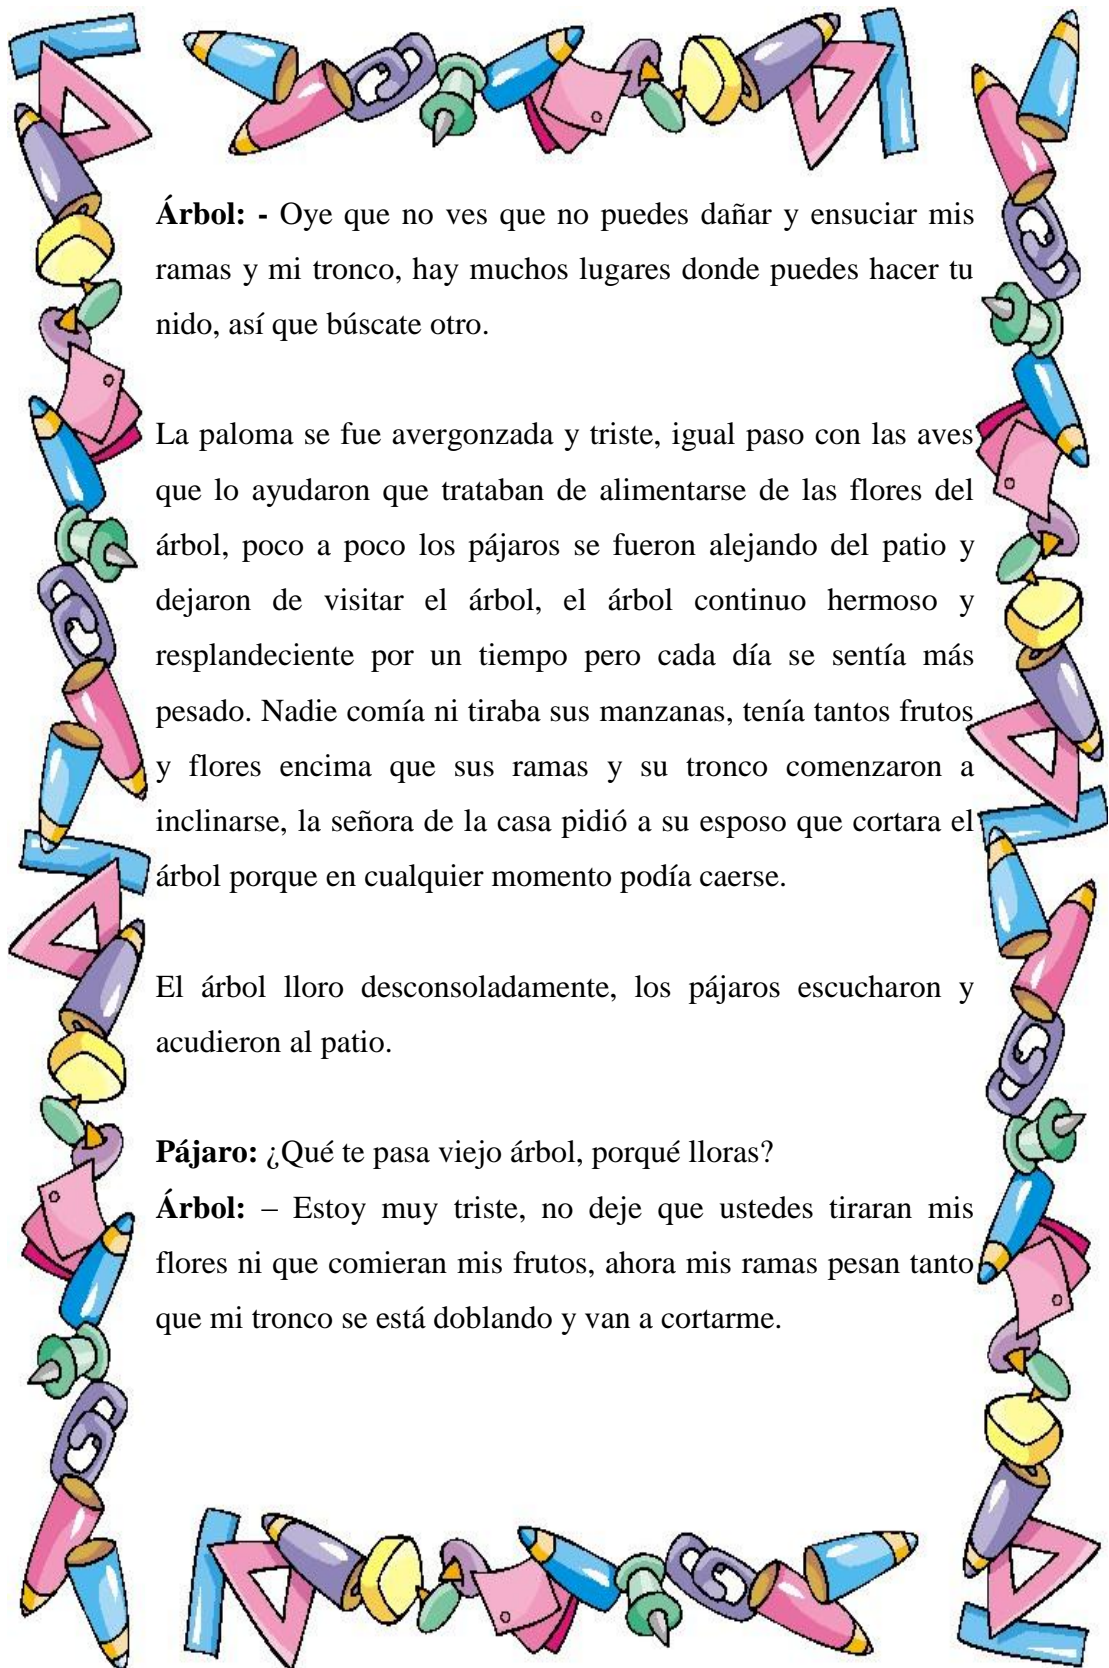 Árbol: - Oye que no ves que no puedes dañar y ensuciar mis
ramas y mi tronco, hay muchos lugares donde puedes hacer tu
nido, así que búscate otro.
La paloma se fue avergonzada y triste, igual paso con las aves
que lo ayudaron que trataban de alimentarse de las flores del
árbol, poco a poco los pájaros se fueron alejando del patio y
dejaron de visitar el árbol, el árbol continuo hermoso y
resplandeciente por un tiempo pero cada día se sentía más
pesado. Nadie comía ni tiraba sus manzanas, tenía tantos frutos
y flores encima que sus ramas y su tronco comenzaron a
inclinarse, la señora de la casa pidió a su esposo que cortara el
árbol porque en cualquier momento podía caerse.
El árbol lloro desconsoladamente, los pájaros escucharon y
acudieron al patio.
Pájaro: ¿Qué te pasa viejo árbol, porqué lloras?
Árbol: – Estoy muy triste, no deje que ustedes tiraran mis
flores ni que comieran mis frutos, ahora mis ramas pesan tanto
que mi tronco se está doblando y van a cortarme.